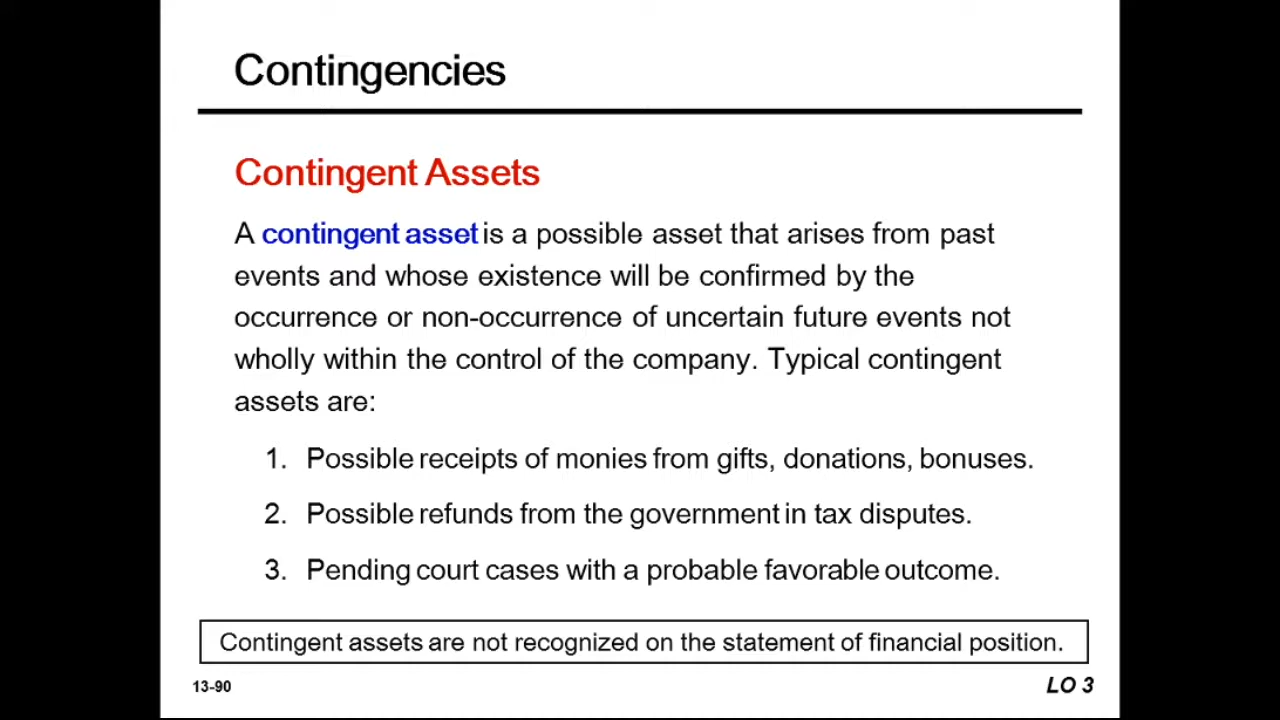 Contingencies
Contingent Assets
A contingent asset is a possible asset that arises from past
events and whose existence will be confirmed by the
occurrence or non-occurrence of uncertain future events not
wholly within the control of the company. Typical contingent
assets are:
1. Possible receipts of monies from gifts, donations, bonuses.
2. Possible refunds from the government in tax disputes.
3. Pending court cases with a probable favorable outcome.
Contingent assets are not recognized on the statement of financial position.
13-90
LO 3